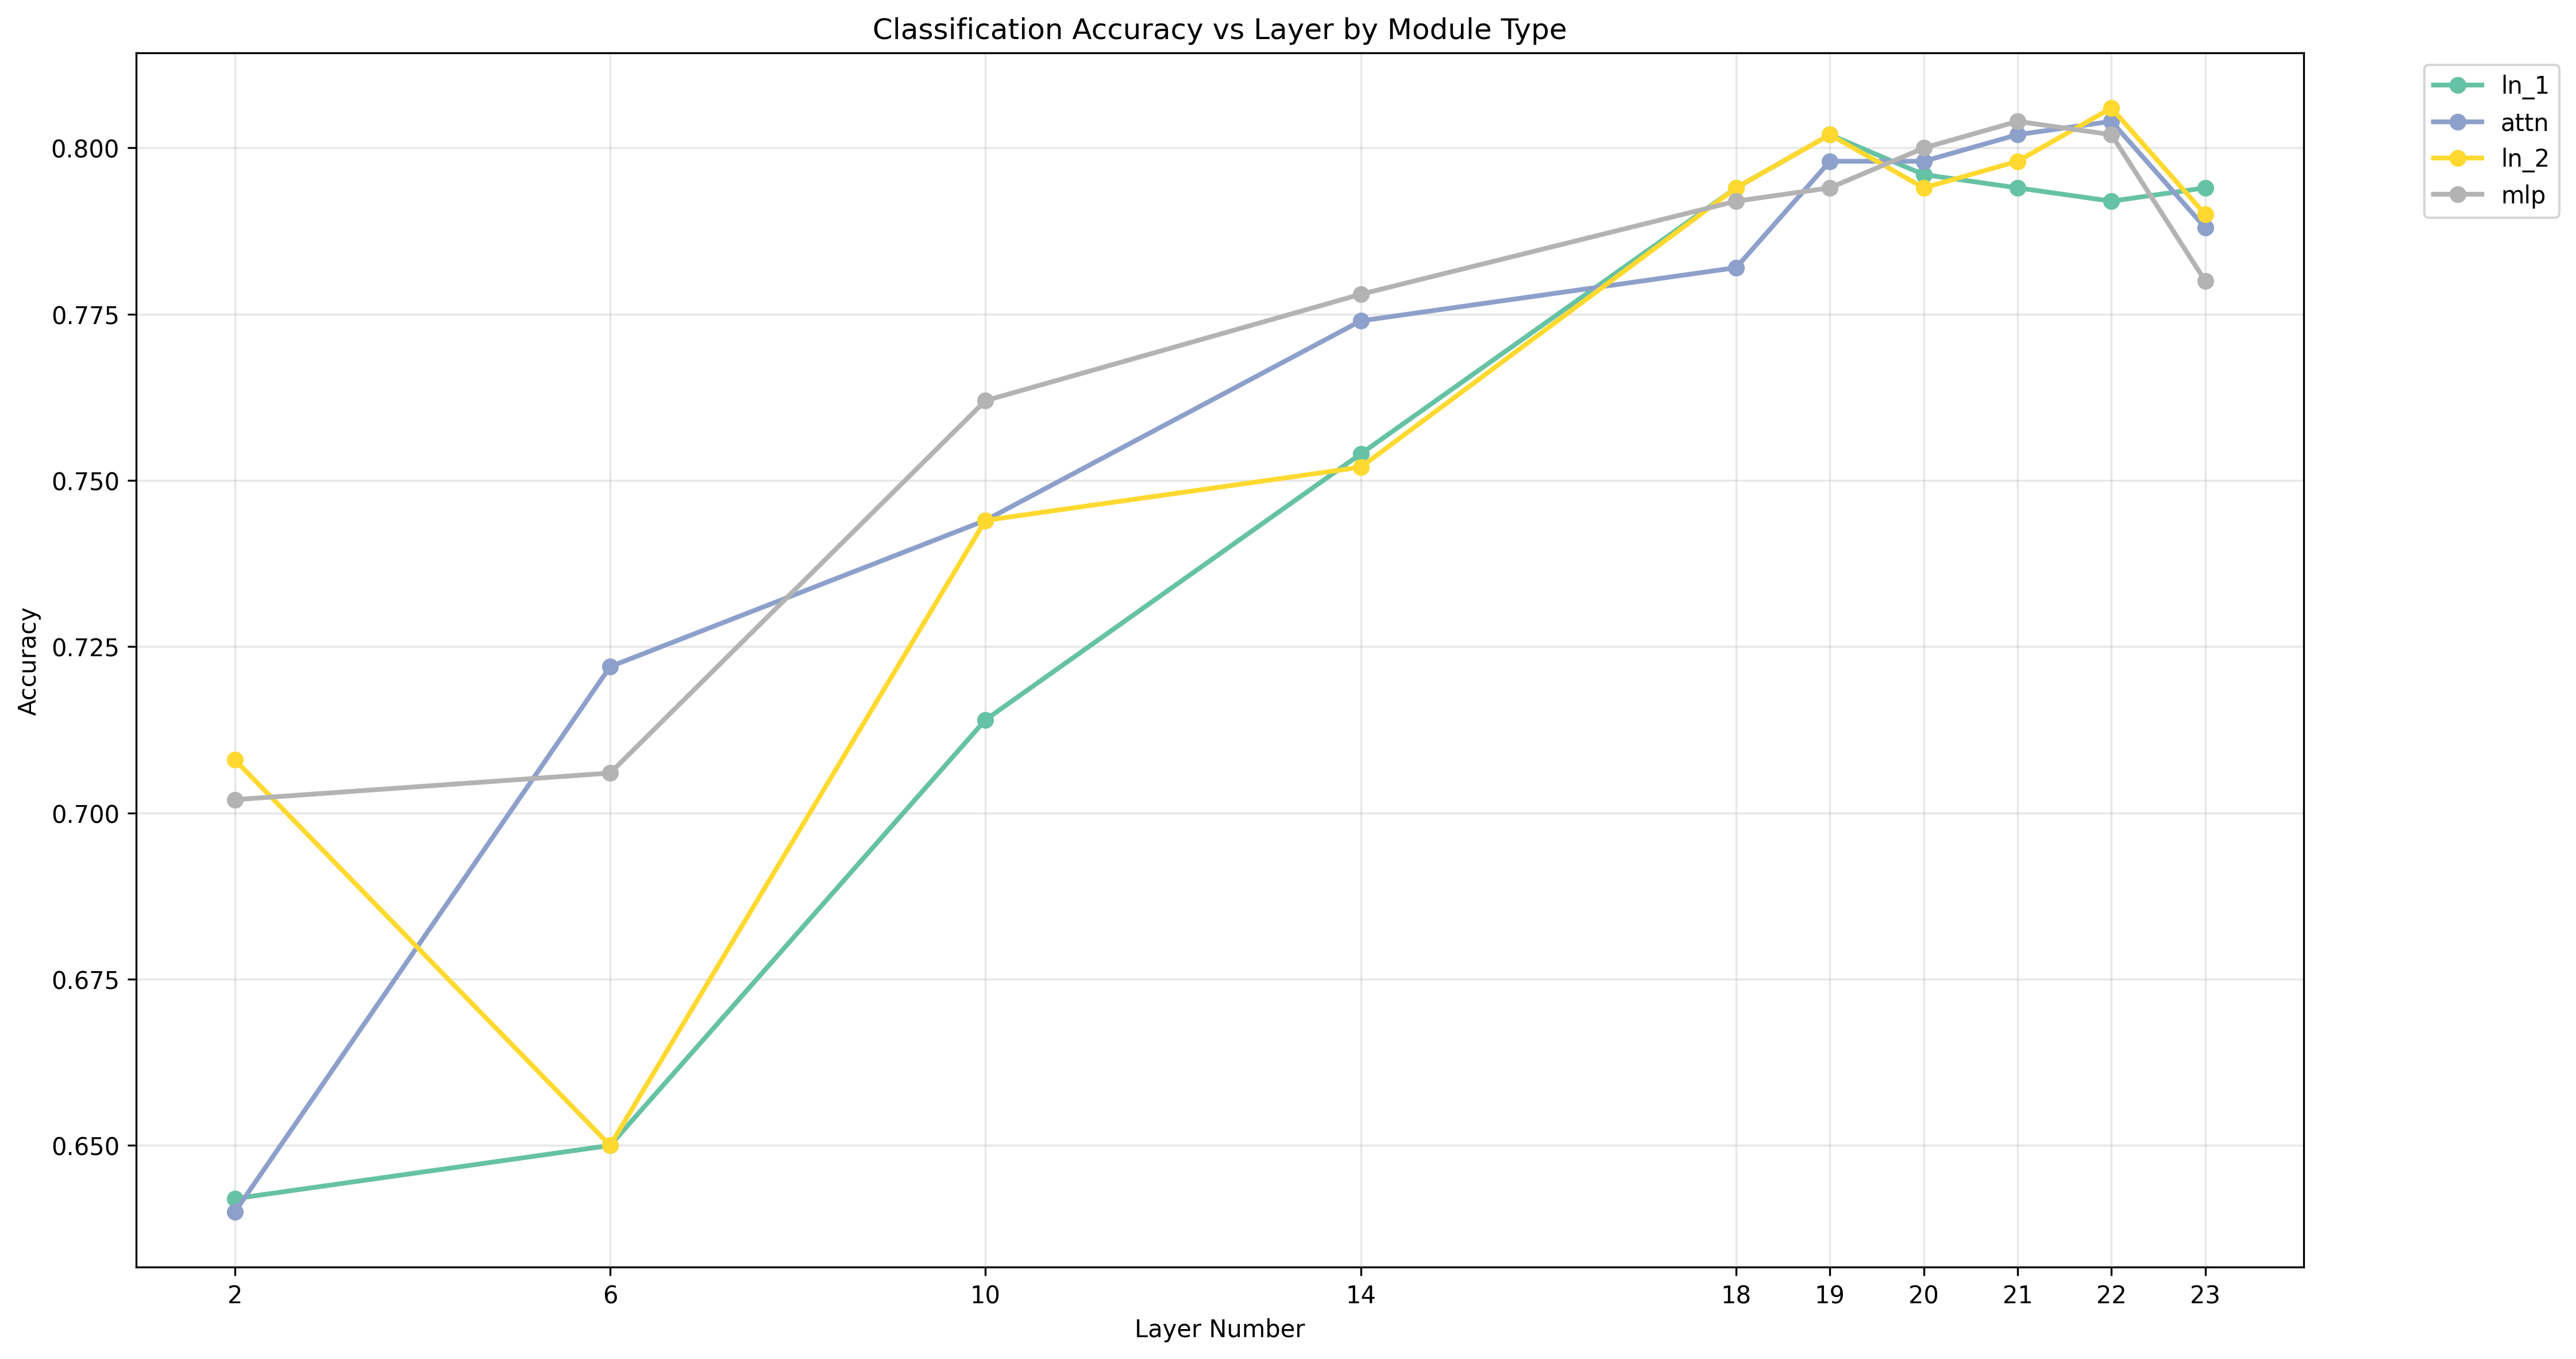 Classification Accuracy vs Layer by Module Type
ln_1
attn
ln_2
mlp
Accuracy
0.800
0.775
0.750
0.725
0.700
0.675
0.650
2 6 10 14 18 19 20 21 22 23
Layer Number